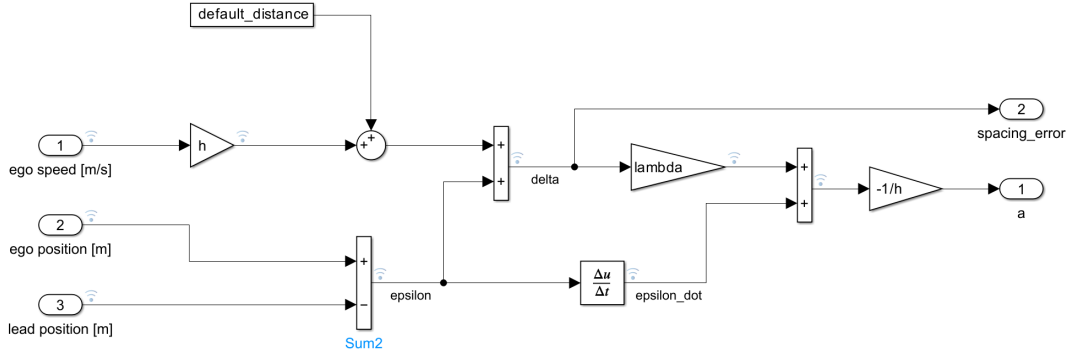 default_distance
1
ego speed [m/s]
h
+
+
+
+
delta
lambda
2
spacing_error
+
+
-1/h
1
a
2
ego position [m]
3
lead position [m]
+
−
Sum2
epsilon
Δu
Δt
epsilon_dot